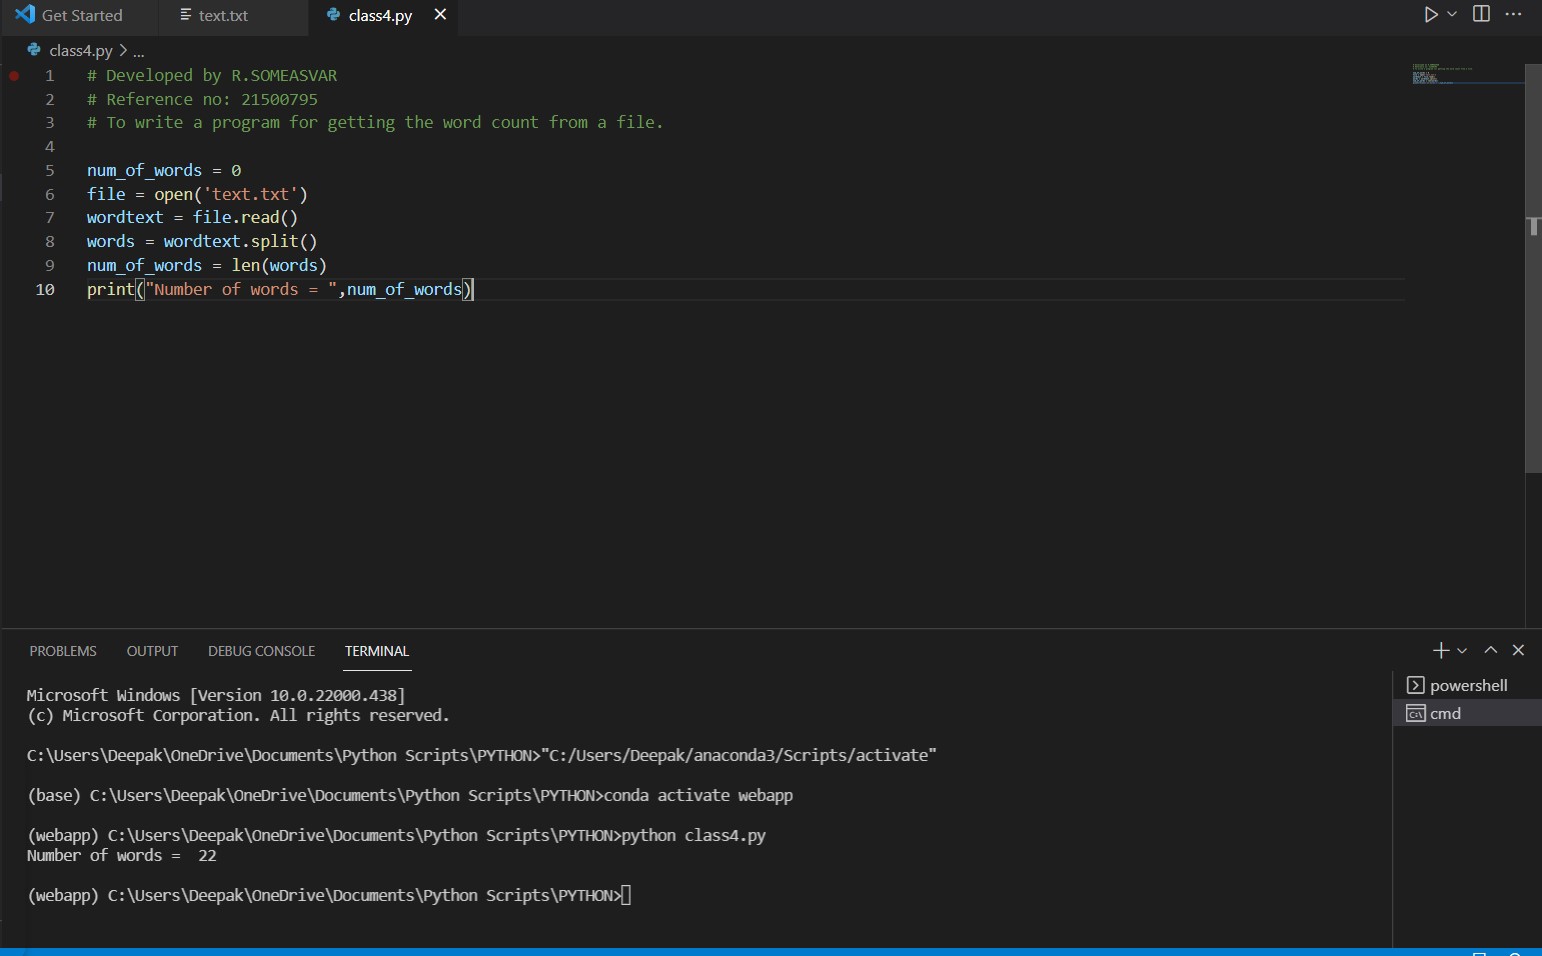 Get Started text.txt class4.py
class4.py > ...
1 # Developed by R.SOMEASVAR
2 # Reference no: 21500795
3 # To write a program for getting the word count from a file.
4
5 num_of_words = 0
6 file = open('text.txt')
7 wordtext = file.read()
8 words = wordtext.split()
9 num_of_words = len(words)
10 print("Number of words = ",num_of_words)
PROBLEMS OUTPUT DEBUG CONSOLE TERMINAL
Microsoft Windows [Version 10.0.22000.438]
(c) Microsoft Corporation. All rights reserved.
C:\Users\Deepak\OneDrive\Documents\Python Scripts\PYTHON>"C:/Users/Deepak/anaconda3/Scripts/activate"
(base) C:\Users\Deepak\OneDrive\Documents\Python Scripts\PYTHON>conda activate webapp
(webapp) C:\Users\Deepak\OneDrive\Documents\Python Scripts\PYTHON>python class4.py
Number of words =  22
(webapp) C:\Users\Deepak\OneDrive\Documents\Python Scripts\PYTHON>
powershell
cmd